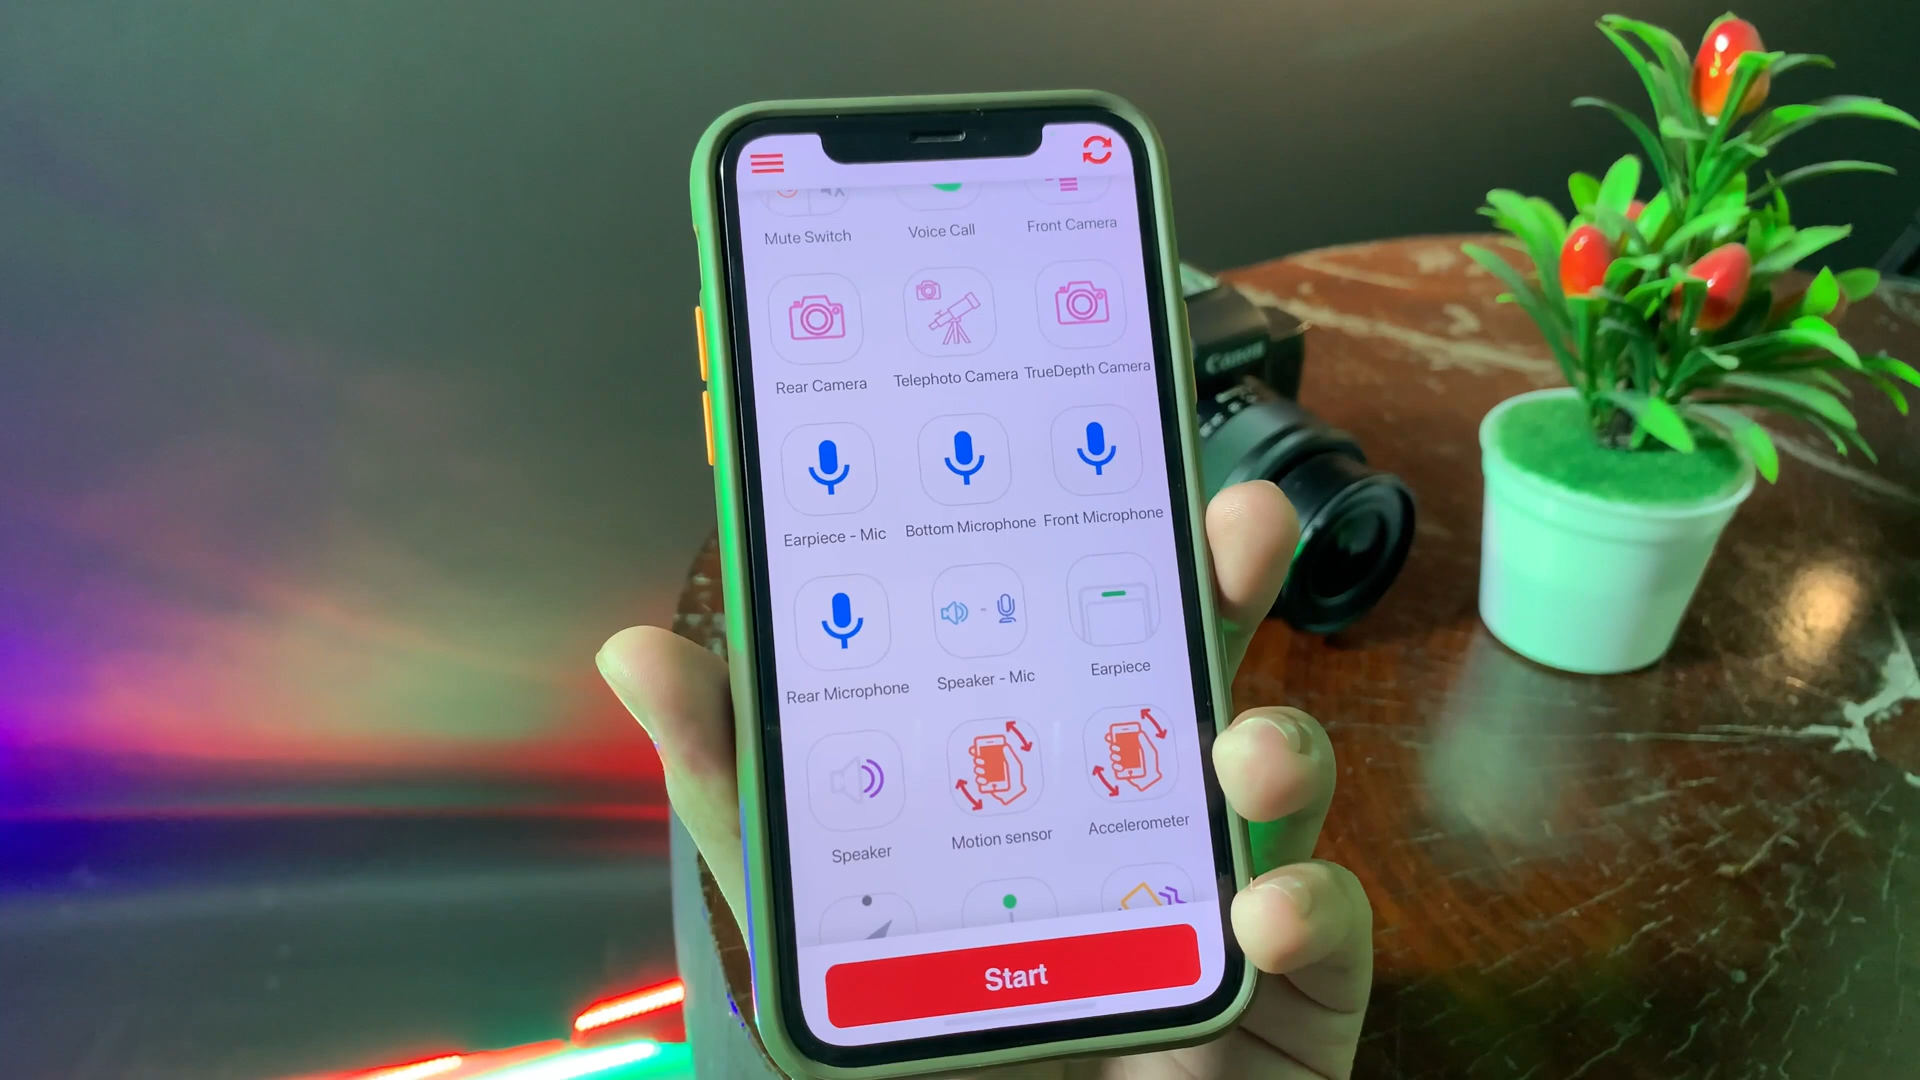 Mute Switch
Voice Call
Front Camera
Rear Camera
Telephoto Camera
TrueDepth Camera
Earpiece - Mic
Bottom Microphone
Front Microphone
Rear Microphone
Speaker - Mic
Earpiece
Speaker
Motion sensor
Accelerometer
Start
Canon